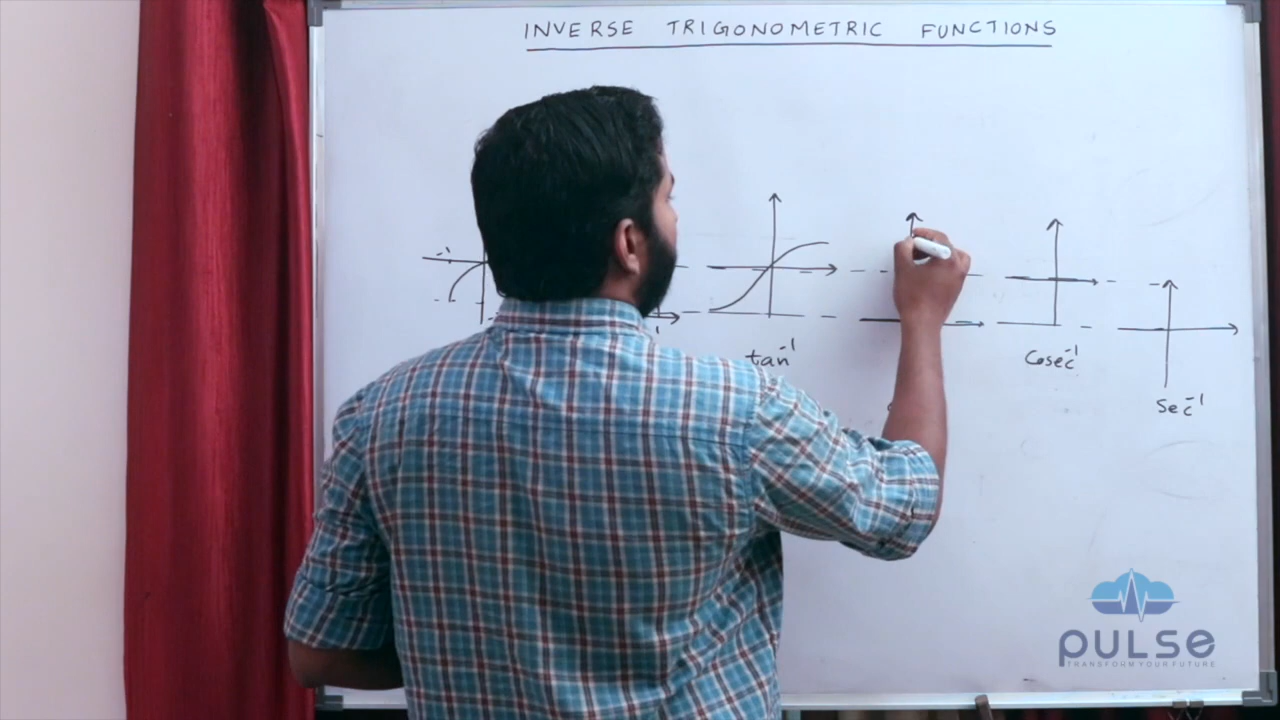 INVERSE TRIGONOMETRIC FUNCTIONS
tan⁻¹
Cosec⁻¹
Sec⁻¹
PULSE
TRANSFORM YOUR FUTURE